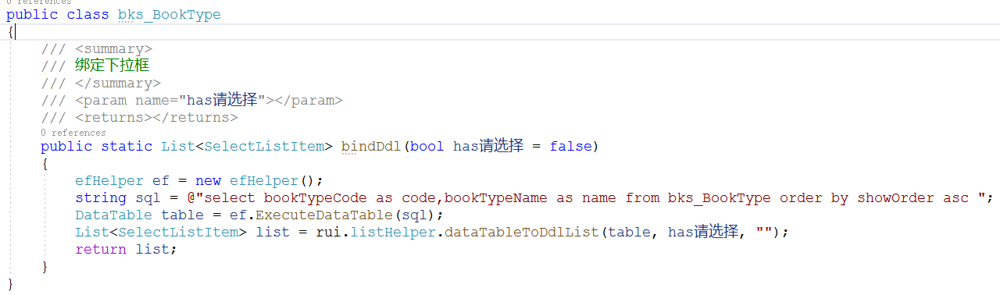 0 references
public class bks_BookType
{
/// <summary>
/// 绑定下拉框
/// </summary>
/// <param name="has请选择"></param>
/// <returns></returns>
0 references
public static List<SelectListItem> bindDdl(bool has请选择 = false)
{
efHelper ef = new efHelper();
string sql = @"select bookTypeCode as code,bookTypeName as name from bks_BookType order by showOrder asc ";
DataTable table = ef.ExecuteDataTable(sql);
List<SelectListItem> list = rui.listHelper.dataTableToDdlList(table, has请选择, "");
return list;
}
}